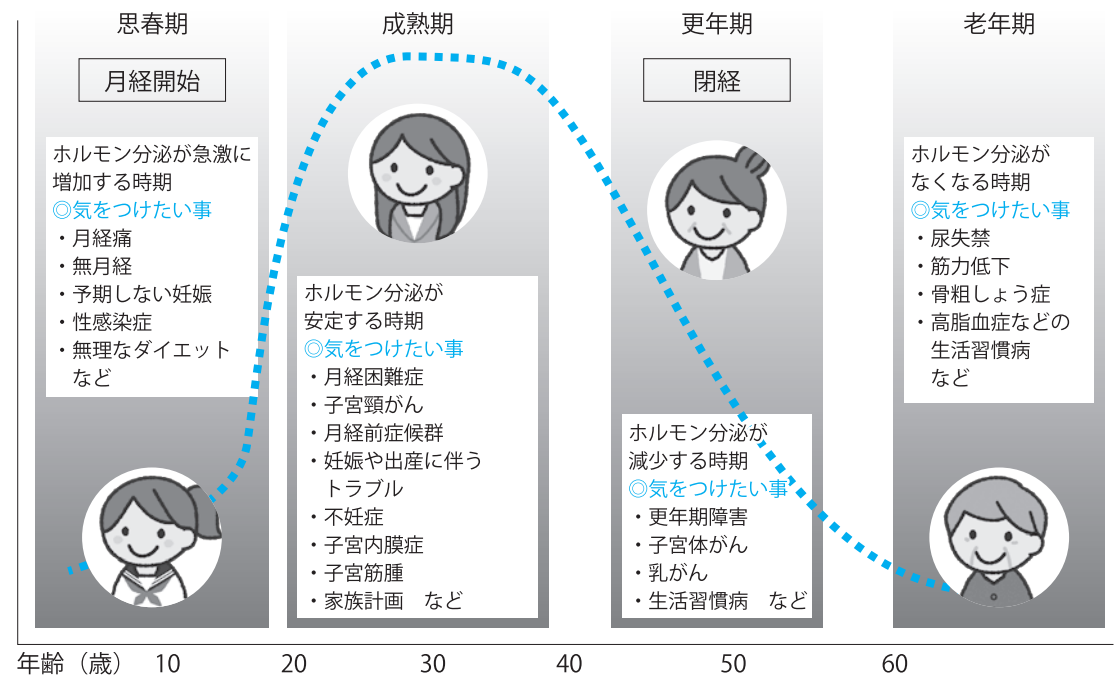 思春期
月経開始
ホルモン分泌が急激に
増加する時期
◎気をつけたい事
・月経痛
・無月経
・予期しない妊娠
・性感染症
・無理なダイエット
など
成熟期
ホルモン分泌が
安定する時期
◎気をつけたい事
・月経困難症
・子宮頸がん
・月経前症候群
・妊娠や出産に伴う
トラブル
・不妊症
・子宮内膜症
・子宮筋腫
・家族計画　など
更年期
閉経
ホルモン分泌が
減少する時期
◎気をつけたい事
・更年期障害
・子宮体がん
・乳がん
・生活習慣病　など
老年期
ホルモン分泌が
なくなる時期
◎気をつけたい事
・尿失禁
・筋力低下
・骨粗しょう症
・高脂血症などの
生活習慣病
など
年齢（歳） 10 20 30 40 50 60